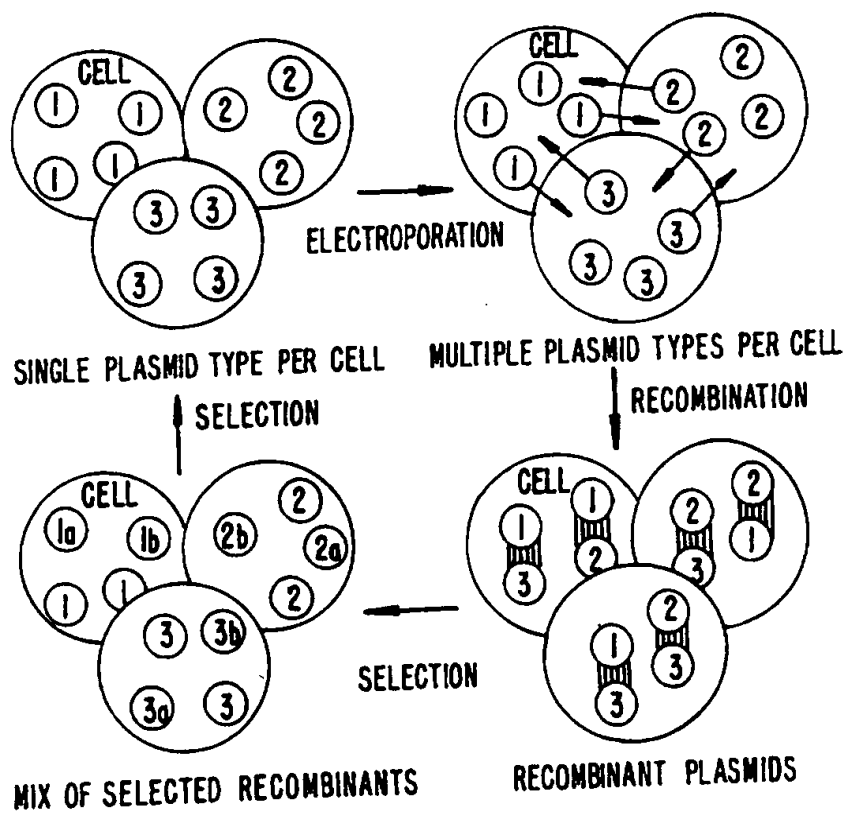 CELL
1 1 1 1
2 2 2 2
3 3 3 3
SINGLE PLASMID TYPE PER CELL
ELECTROPORATION
CELL
1 1 1 1
2 2 2 2
3 3 3 3
MULTIPLE PLASMID TYPES PER CELL
RECOMBINATION
CELL
1 3
1 2
2 3
2 1
1 3
2 3
RECOMBINANT PLASMIDS
SELECTION
CELL
1a 1b 1 1
2 2b 2a 2
3 3b 3a 3
MIX OF SELECTED RECOMBINANTS
SELECTION